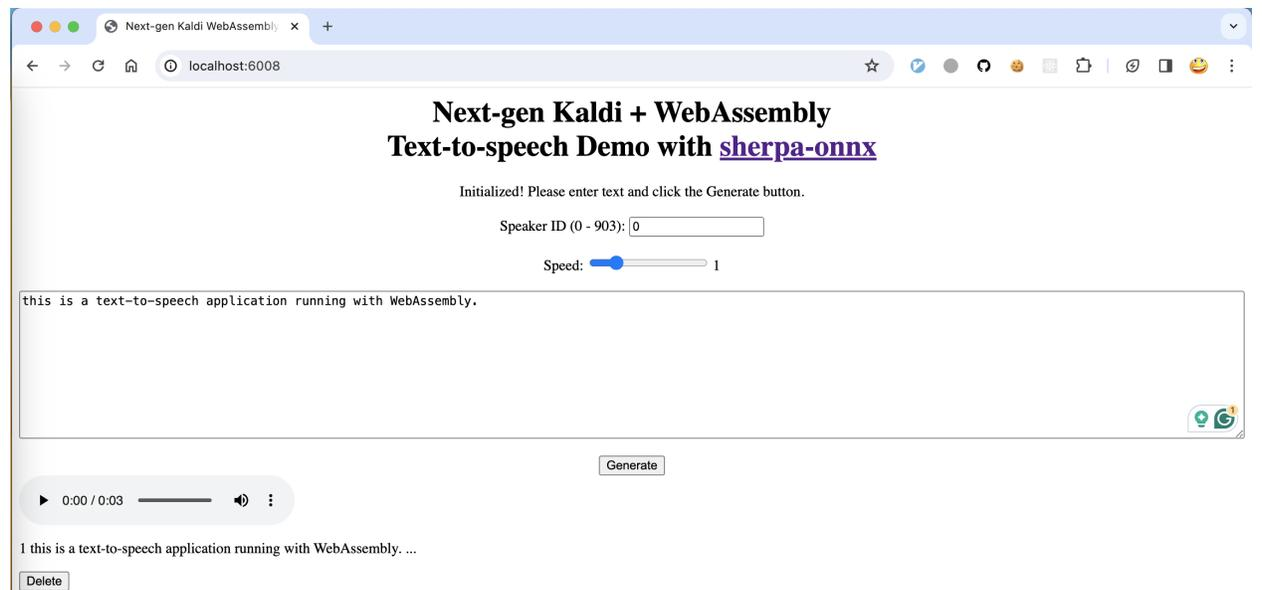 Next-gen Kaldi WebAssembly
localhost:6008
Next-gen Kaldi + WebAssembly
Text-to-speech Demo with sherpa-onnx
Initialized! Please enter text and click the Generate button.
Speaker ID (0 - 903): 0
Speed: 1
this is a text-to-speech application running with WebAssembly.
1
Generate
0:00 / 0:03
1 this is a text-to-speech application running with WebAssembly. ...
Delete